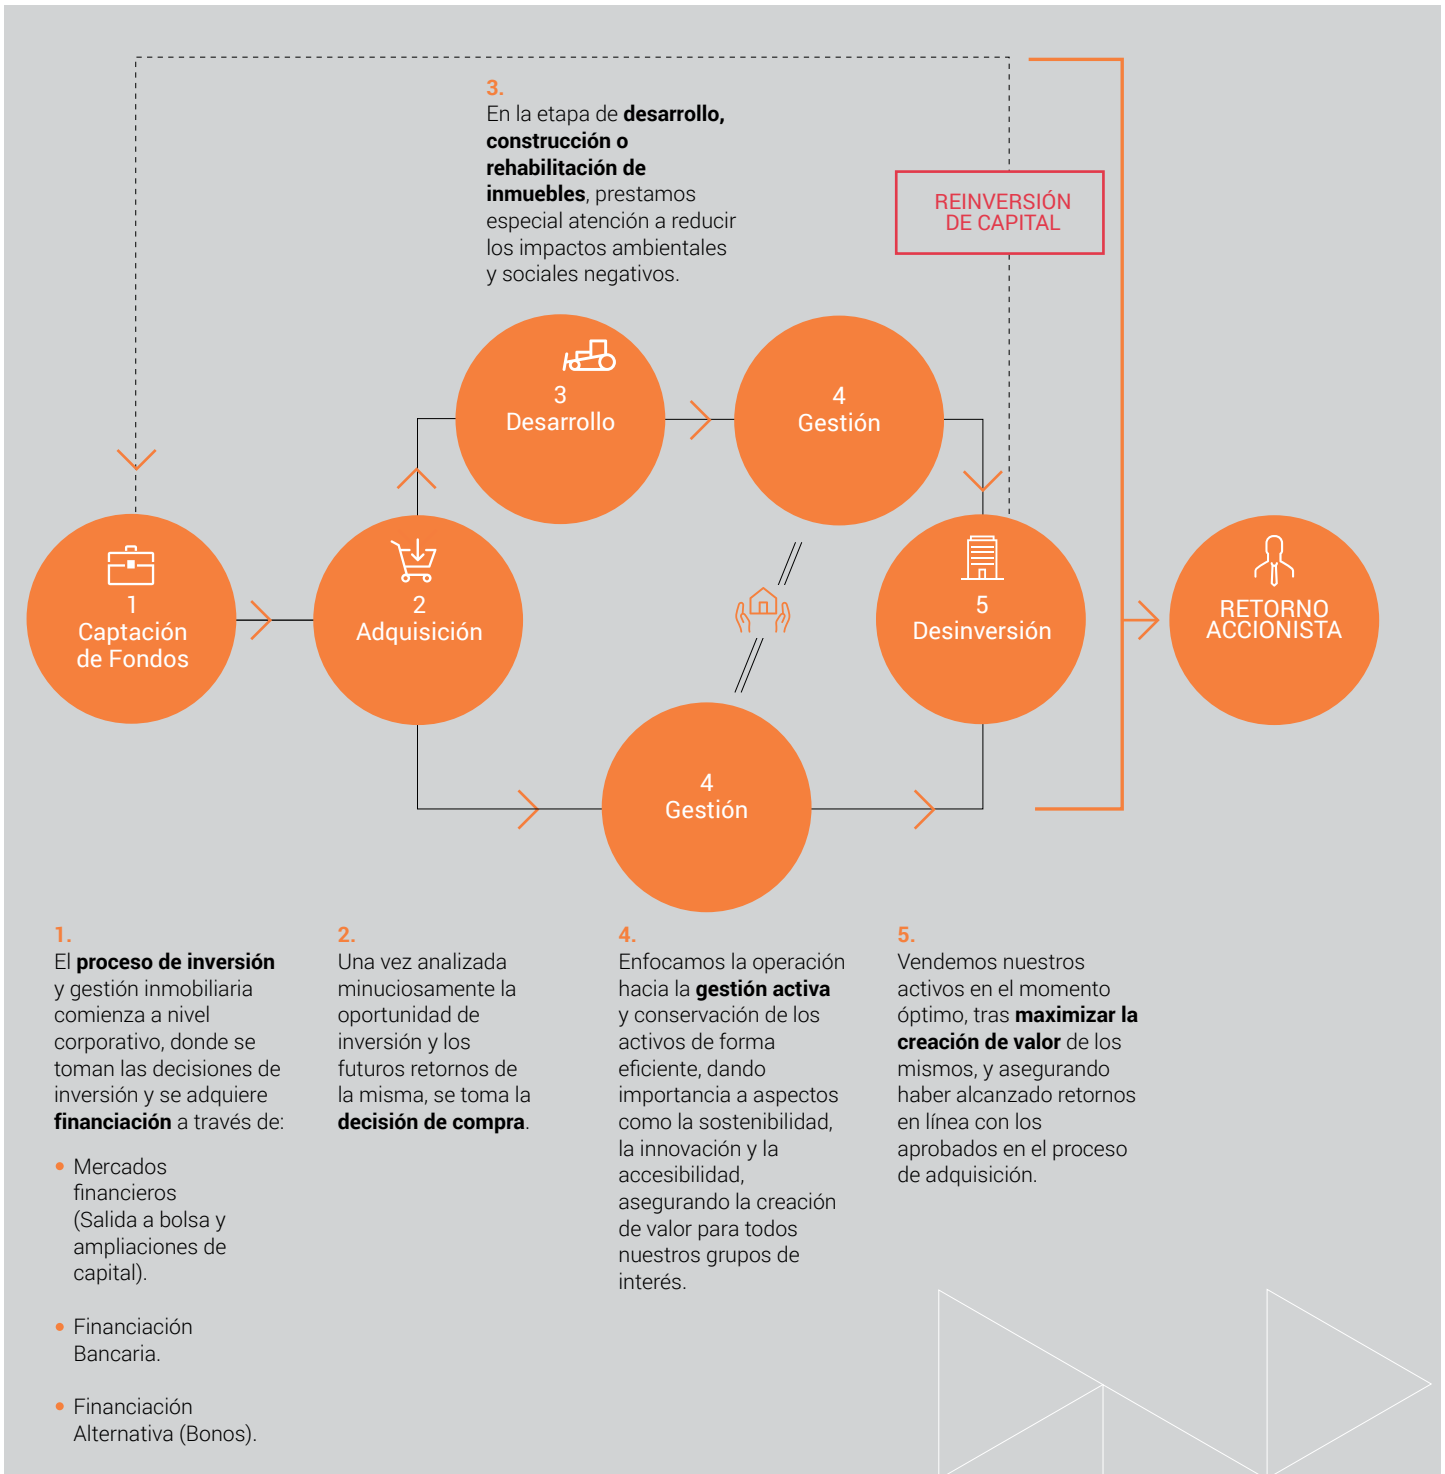 3.
En la etapa de desarrollo,
construcción o
rehabilitación de
inmuebles, prestamos
especial atención a reducir
los impactos ambientales
y sociales negativos.
REINVERSIÓN
DE CAPITAL
3
Desarrollo
4
Gestión
1
Captación
de Fondos
2
Adquisición
5
Desinversión
RETORNO
ACCIONISTA
4
Gestión
1.
El proceso de inversión
y gestión inmobiliaria
comienza a nivel
corporativo, donde se
toman las decisiones de
inversión y se adquiere
financiación a través de:
• Mercados
financieros
(Salida a bolsa y
ampliaciones de
capital).
• Financiación
Bancaria.
• Financiación
Alternativa (Bonos).
2.
Una vez analizada
minuciosamente la
oportunidad de
inversión y los
futuros retornos de
la misma, se toma la
decisión de compra.
4.
Enfocamos la operación
hacia la gestión activa
y conservación de los
activos de forma
eficiente, dando
importancia a aspectos
como la sostenibilidad,
la innovación y la
accesibilidad,
asegurando la creación
de valor para todos
nuestros grupos de
interés.
5.
Vendemos nuestros
activos en el momento
óptimo, tras maximizar la
creación de valor de los
mismos, y asegurando
haber alcanzado retornos
en línea con los
aprobados en el proceso
de adquisición.